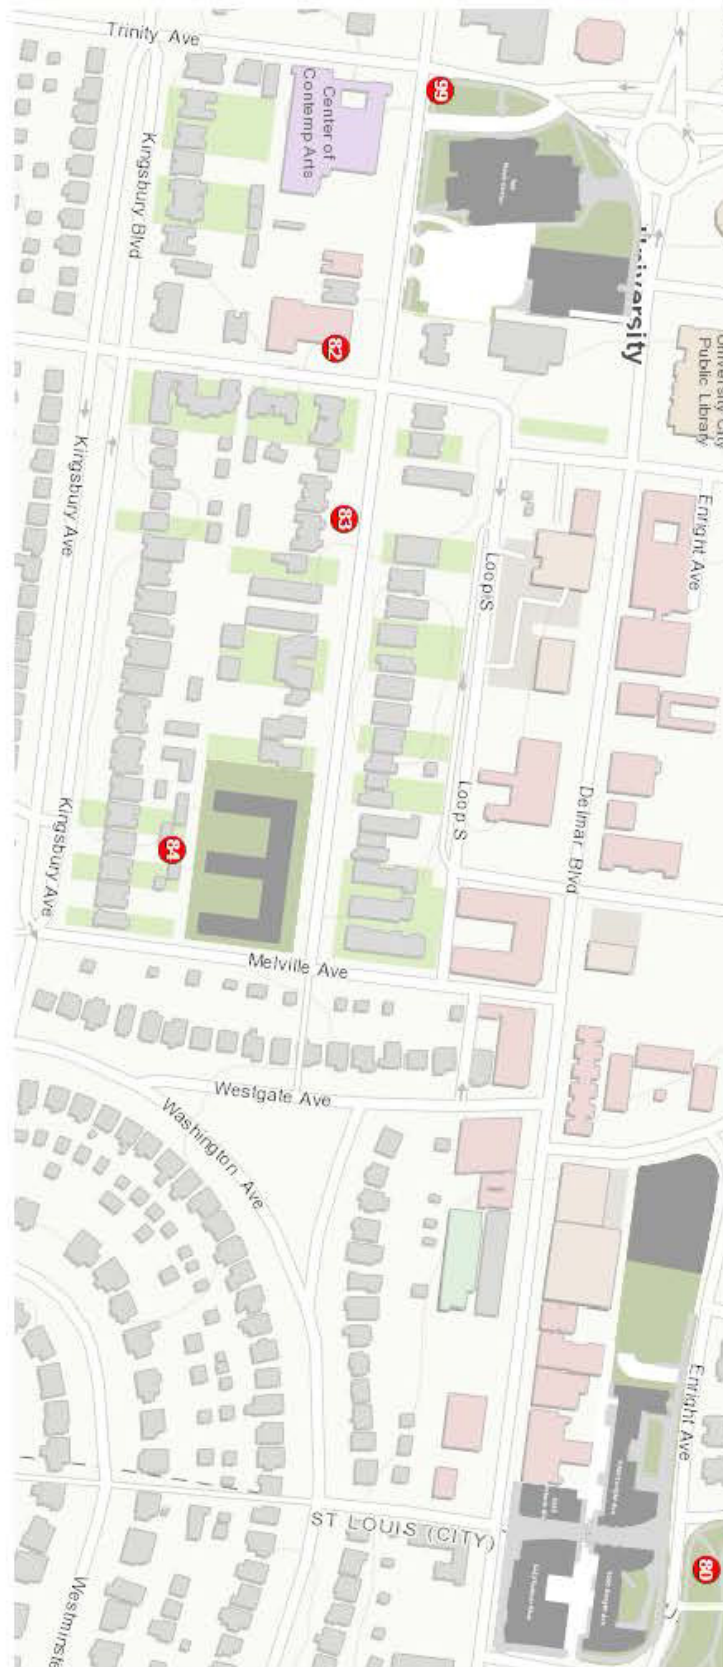 Trinity Ave
Kingsbury Blvd
Center of
Contemp Arts
99
University
University City
Public Library
82
Kingsbury Ave
83
Loop S
Enright Ave
Delmar Blvd
Loop S
Kingsbury Ave
84
Melville Ave
Westgate Ave
Washington Ave
Enright Ave
ST LOUIS (CITY)
80